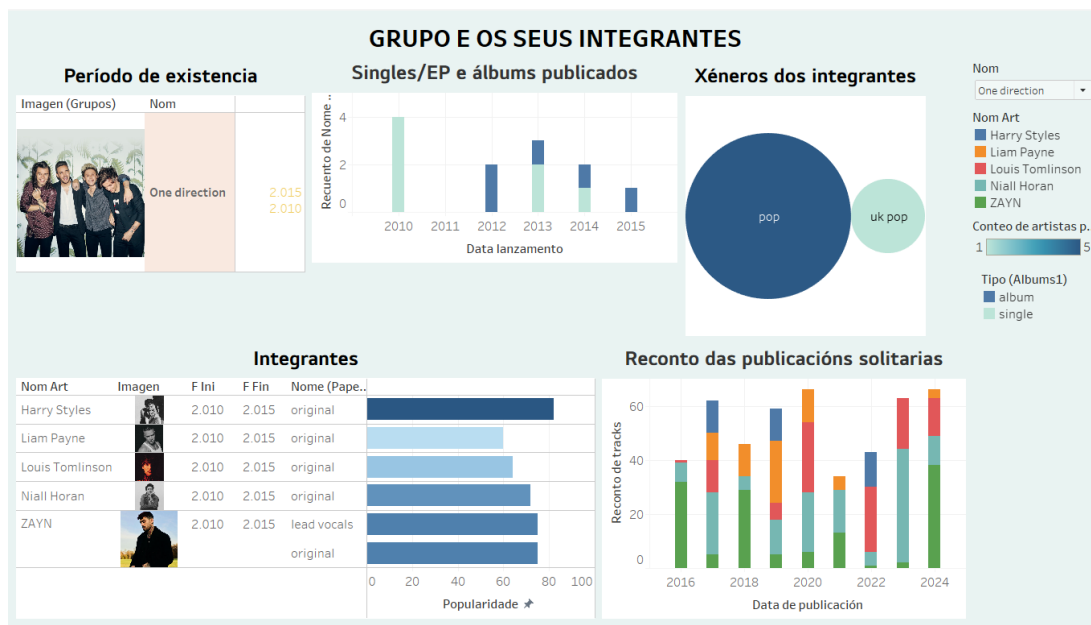 GRUPO E OS SEUS INTEGRANTES
Período de existencia
Imagen (Grupos) Nom
One direction
2.015
2.010
Singles/EP e álbums publicados
Recuento de Nome ..
4
2
0
2010 2011 2012 2013 2014 2015
Data lanzamento
Xéneros dos integrantes
pop
uk pop
Nom
One direction
Nom Art
Harry Styles
Liam Payne
Louis Tomlinson
Niall Horan
ZAYN
Conteo de artistas p..
1 5
Tipo (Albums1)
album
single
Integrantes
Nom Art Imagen F Ini F Fin Nome (Pape..
Harry Styles 2.010 2.015 original
Liam Payne 2.010 2.015 original
Louis Tomlinson 2.010 2.015 original
Niall Horan 2.010 2.015 original
ZAYN 2.010 2.015 lead vocals
original
0 20 40 60 80 100
Popularidade
Reconto das publicacións solitarias
Reconto de tracks
60
40
20
0
2016 2018 2020 2022 2024
Data de publicación